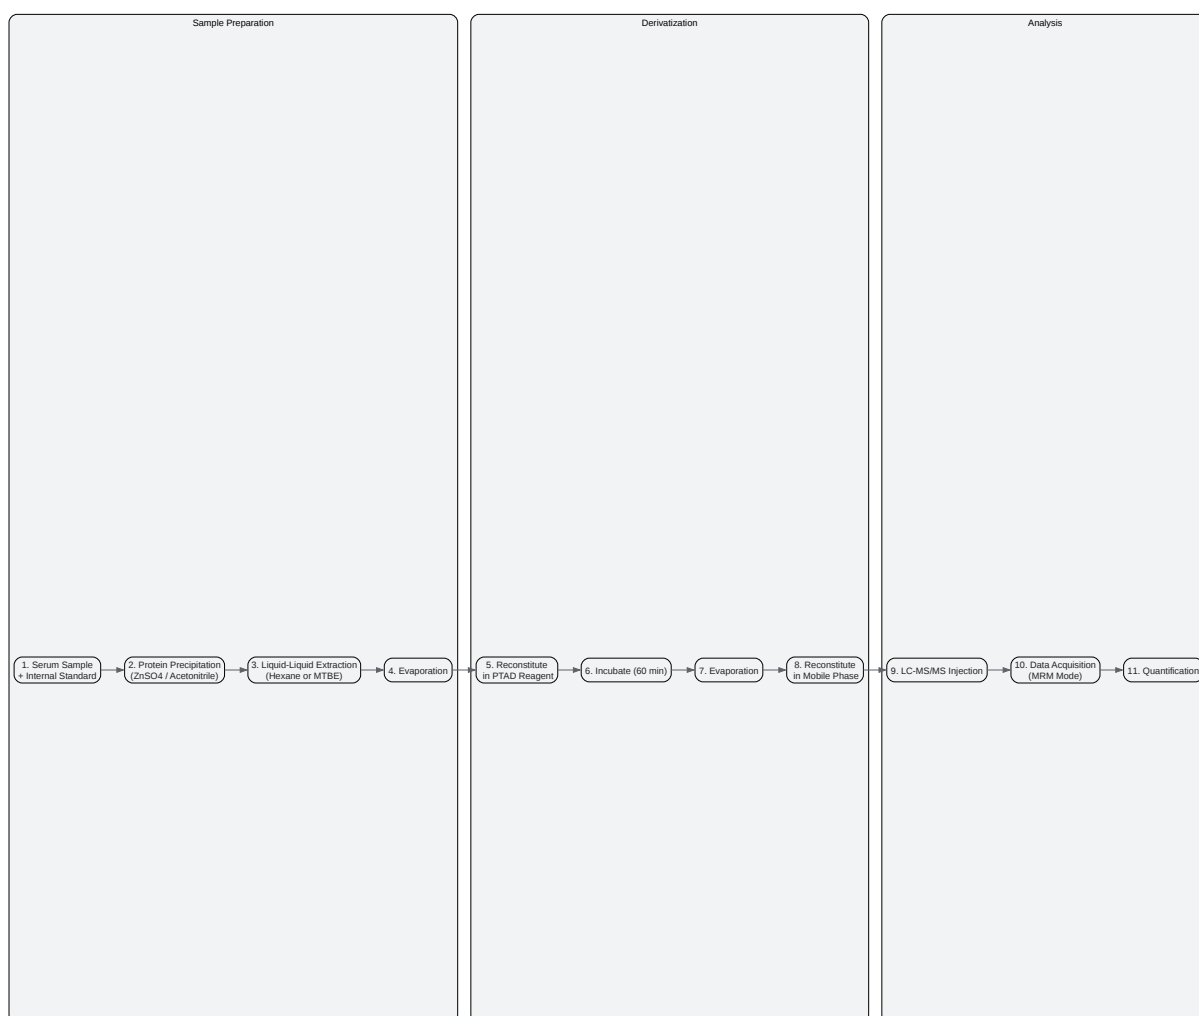 Sample Preparation
Derivatization
Analysis
1. Serum Sample
+ Internal Standard
2. Protein Precipitation
(ZnSO4 / Acetonitrile)
3. Liquid-Liquid Extraction
(Hexane or MTBE)
4. Evaporation
5. Reconstitute
in PTAD Reagent
6. Incubate (60 min)
7. Evaporation
8. Reconstitute
in Mobile Phase
9. LC-MS/MS Injection
10. Data Acquisition
(MRM Mode)
11. Quantification